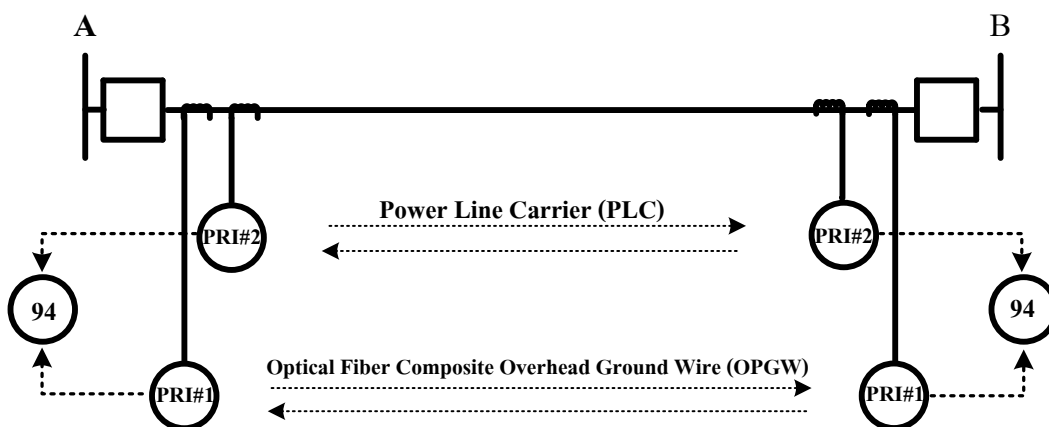 A
B
Power Line Carrier (PLC)
PRI#2
PRI#2
94
94
Optical Fiber Composite Overhead Ground Wire (OPGW)
PRI#1
PRI#1